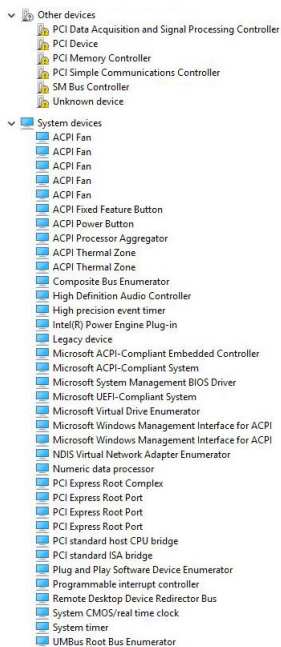 Other devices
PCI Data Acquisition and Signal Processing Controller
PCI Device
PCI Memory Controller
PCI Simple Communications Controller
SM Bus Controller
Unknown device
System devices
ACPI Fan
ACPI Fan
ACPI Fan
ACPI Fan
ACPI Fan
ACPI Fixed Feature Button
ACPI Power Button
ACPI Processor Aggregator
ACPI Thermal Zone
ACPI Thermal Zone
Composite Bus Enumerator
High Definition Audio Controller
High precision event timer
Intel(R) Power Engine Plug-in
Legacy device
Microsoft ACPI-Compliant Embedded Controller
Microsoft ACPI-Compliant System
Microsoft System Management BIOS Driver
Microsoft UEFI-Compliant System
Microsoft Virtual Drive Enumerator
Microsoft Windows Management Interface for ACPI
Microsoft Windows Management Interface for ACPI
NDIS Virtual Network Adapter Enumerator
Numeric data processor
PCI Express Root Complex
PCI Express Root Port
PCI Express Root Port
PCI Express Root Port
PCI standard host CPU bridge
PCI standard ISA bridge
Plug and Play Software Device Enumerator
Programmable interrupt controller
Remote Desktop Device Redirector Bus
System CMOS/real time clock
System timer
UMBus Root Bus Enumerator